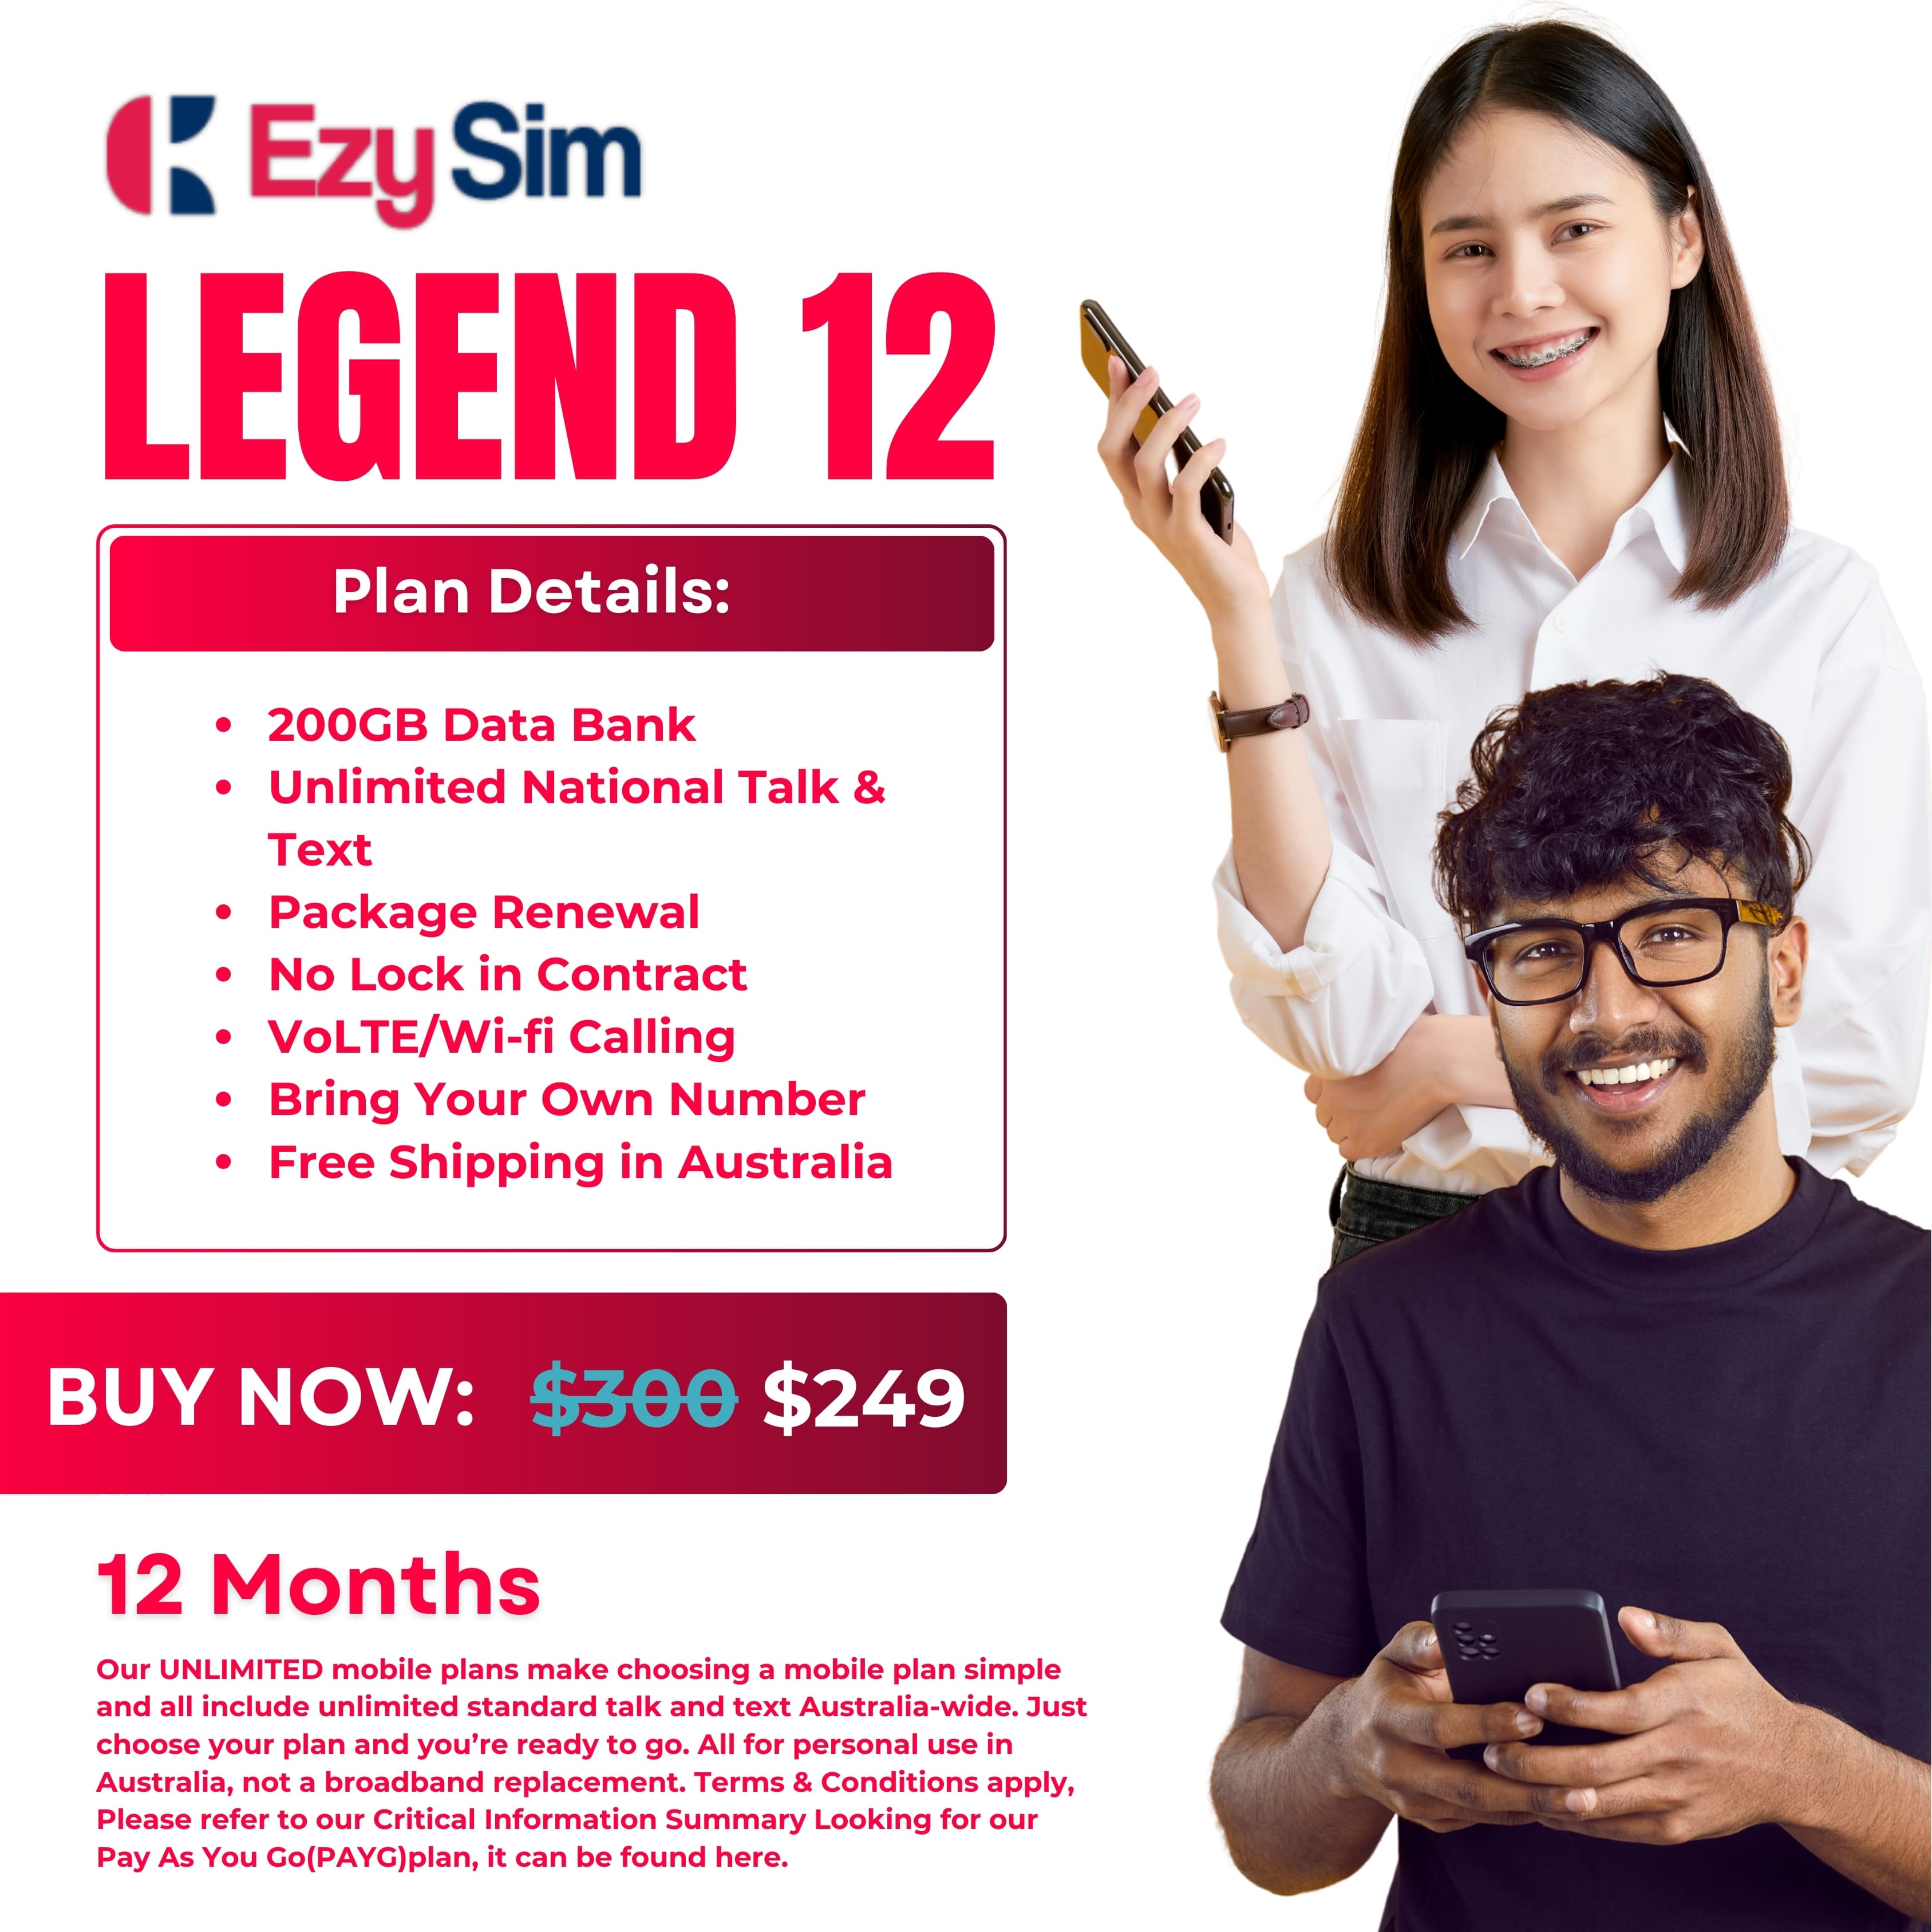 Ezy Sim
LEGEND 12
Plan Details:
• 200GB Data Bank
• Unlimited National Talk &
Text
• Package Renewal
• No Lock in Contract
• VoLTE/Wi-fi Calling
• Bring Your Own Number
• Free Shipping in Australia
BUY NOW: $300 $249
12 Months
Our UNLIMITED mobile plans make choosing a mobile plan simple
and all include unlimited standard talk and text Australia-wide. Just
choose your plan and you’re ready to go. All for personal use in
Australia, not a broadband replacement. Terms & Conditions apply,
Please refer to our Critical Information Summary Looking for our
Pay As You Go(PAYG)plan, it can be found here.